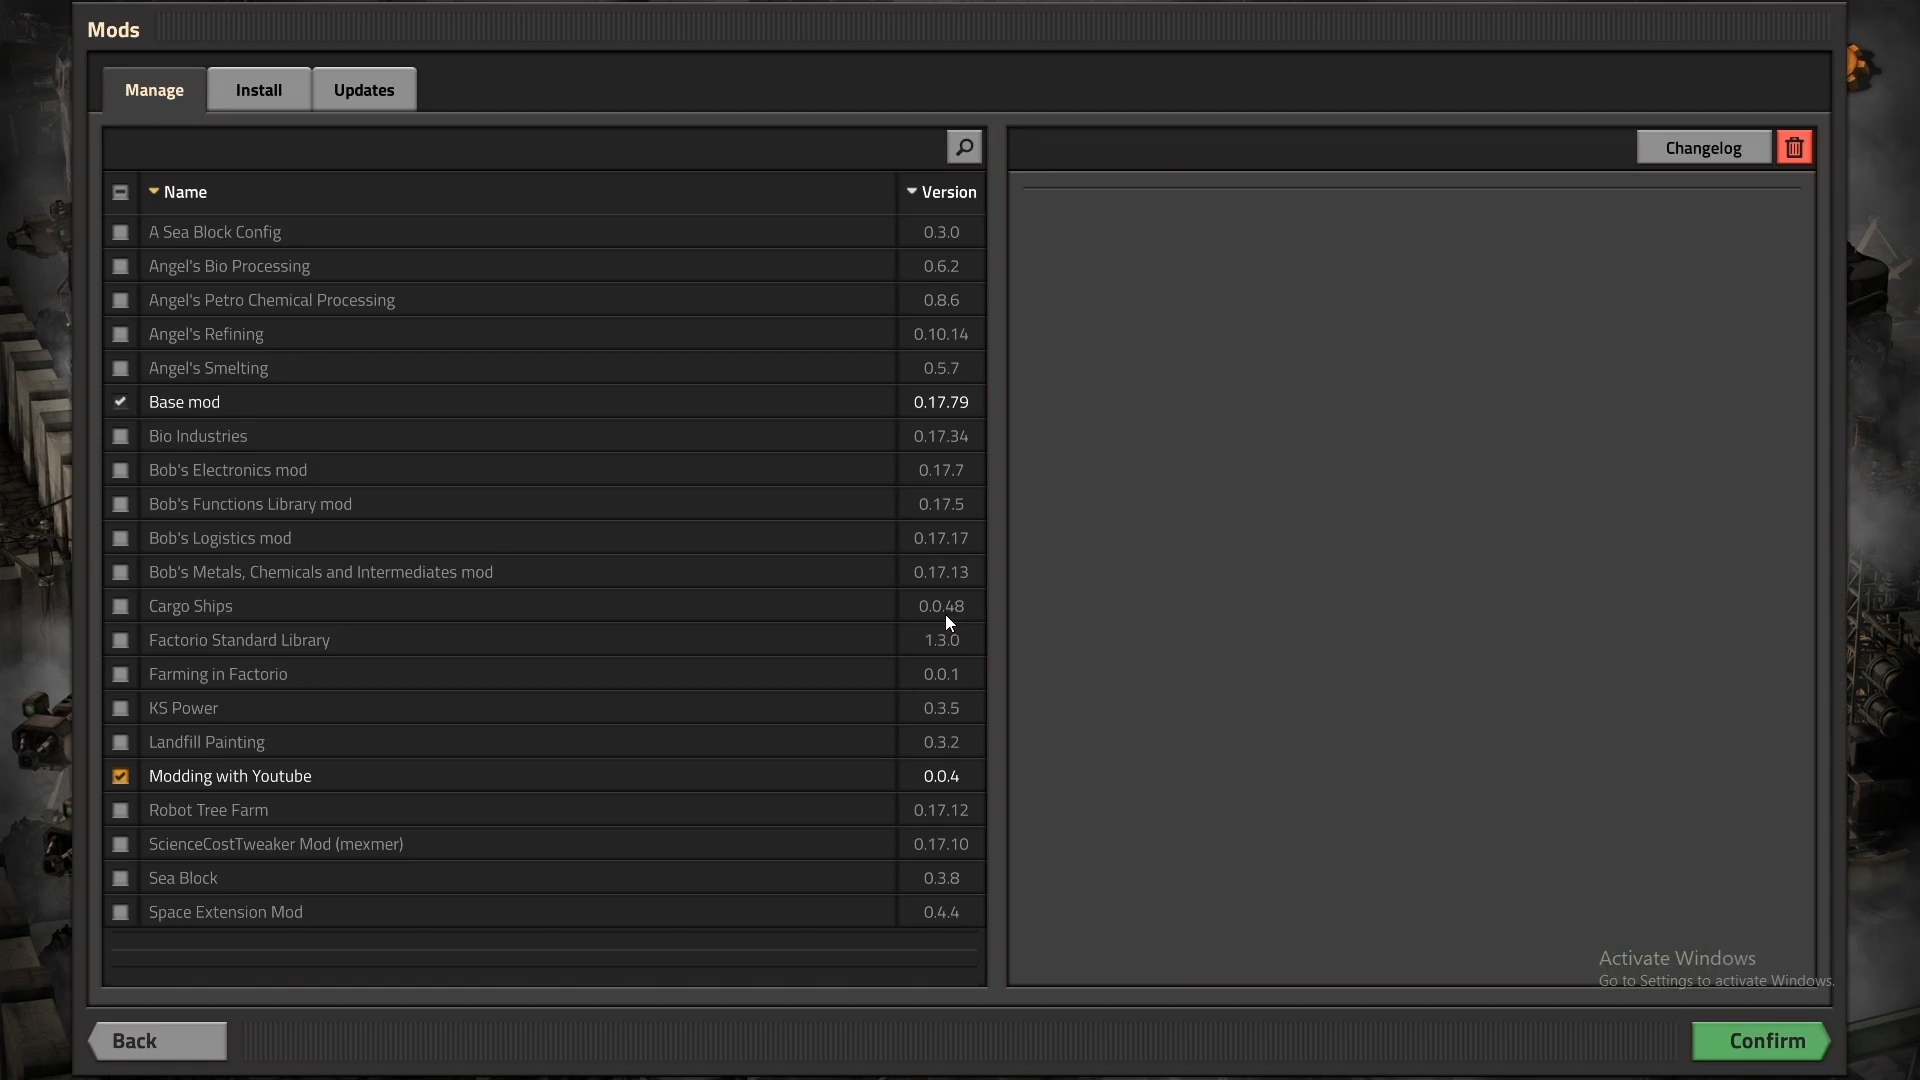 Mods
Manage
Install
Updates
Changelog
Name Version
A Sea Block Config 0.3.0
Angel's Bio Processing 0.6.2
Angel's Petro Chemical Processing 0.8.6
Angel's Refining 0.10.14
Angel's Smelting 0.5.7
Base mod 0.17.79
Bio Industries 0.17.34
Bob's Electronics mod 0.17.7
Bob's Functions Library mod 0.17.5
Bob's Logistics mod 0.17.17
Bob's Metals, Chemicals and Intermediates mod 0.17.13
Cargo Ships 0.0.48
Factorio Standard Library 1.3.0
Farming in Factorio 0.0.1
KS Power 0.3.5
Landfill Painting 0.3.2
Modding with Youtube 0.0.4
Robot Tree Farm 0.17.12
ScienceCostTweaker Mod (mexmer) 0.17.10
Sea Block 0.3.8
Space Extension Mod 0.4.4
Activate Windows
Go to Settings to activate Windows.
Back
Confirm